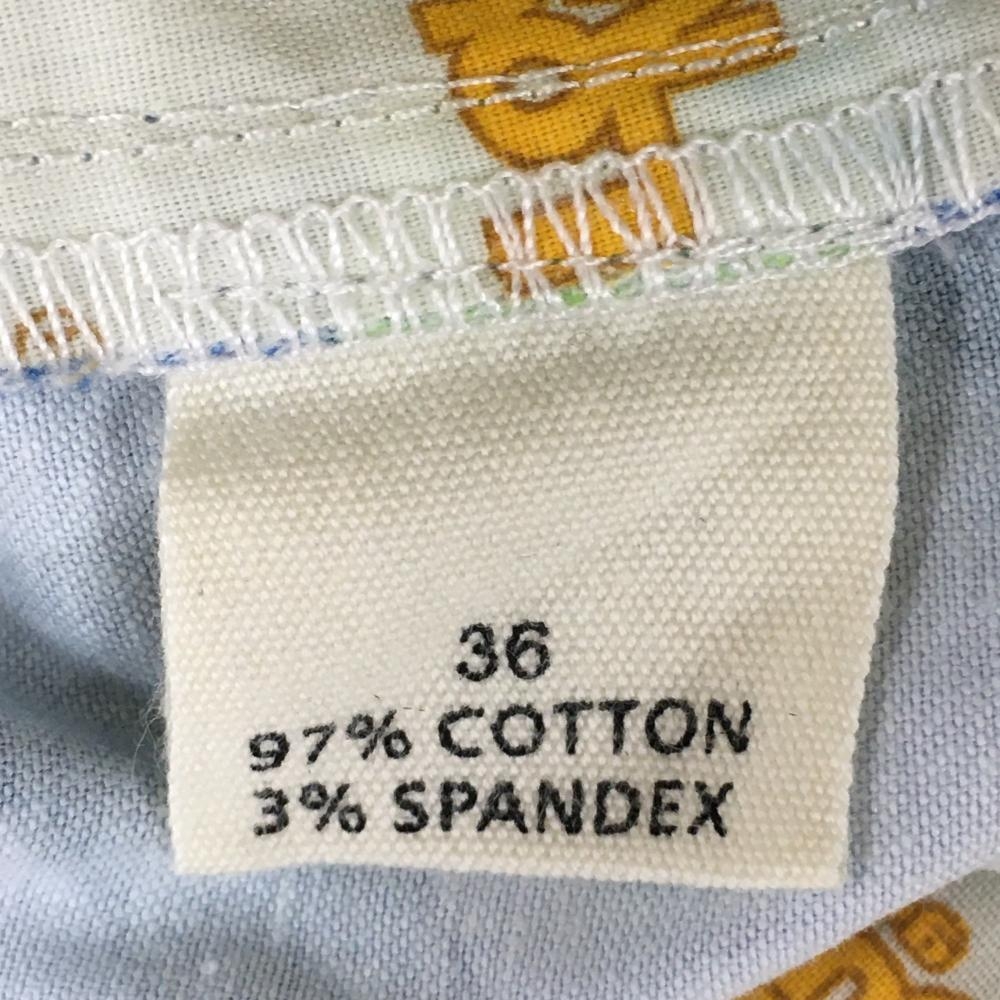 36
97% COTTON
3% SPANDEX